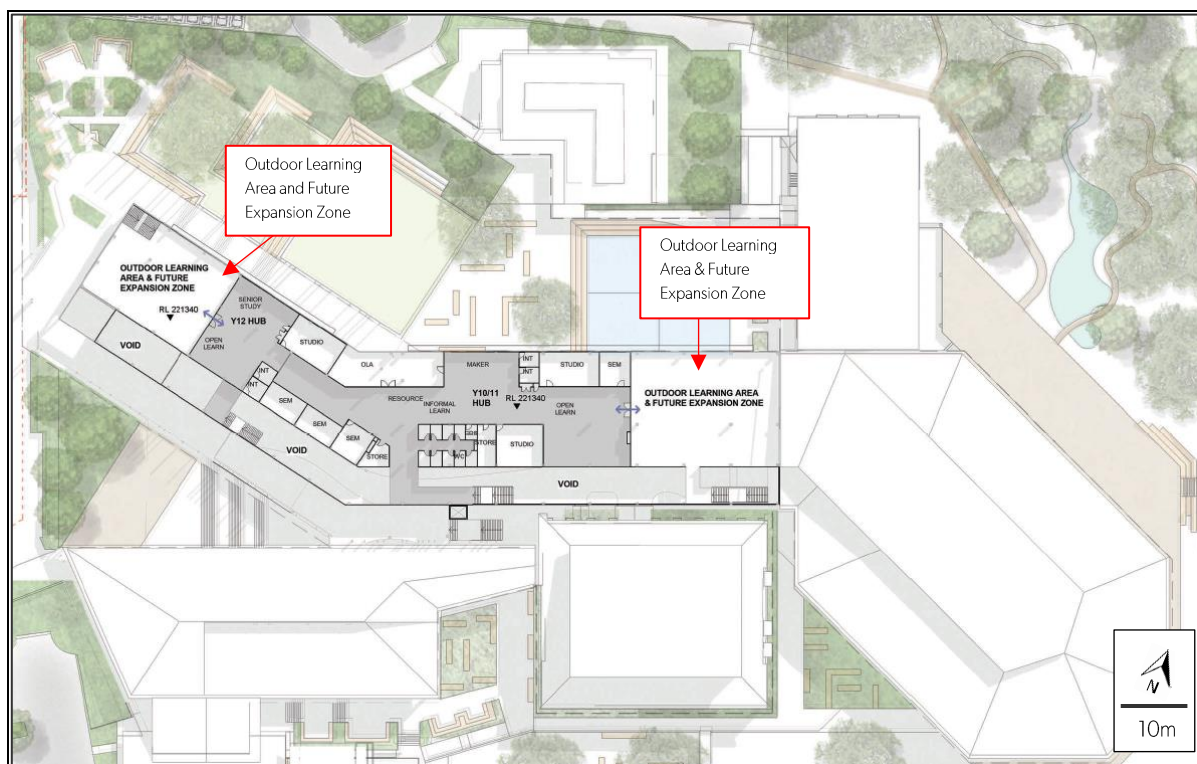 Outdoor Learning
Area and Future
Expansion Zone
Outdoor Learning
Area & Future
Expansion Zone
OUTDOOR LEARNING
AREA & FUTURE
EXPANSION ZONE
RL 221340
SENIOR
STUDY
Y12 HUB
OPEN
LEARN
VOID
STUDIO
INT
INT
SEM
SEM
SEM
STORE
VOID
OLA
RESOURCE
INFORMAL
LEARN
MAKER
Y10/11
HUB
RL 221340
INT
INT
STUDIO
SEM
OPEN
LEARN
STORE
STUDIO
VOID
OUTDOOR LEARNING AREA
& FUTURE EXPANSION ZONE
N
10m